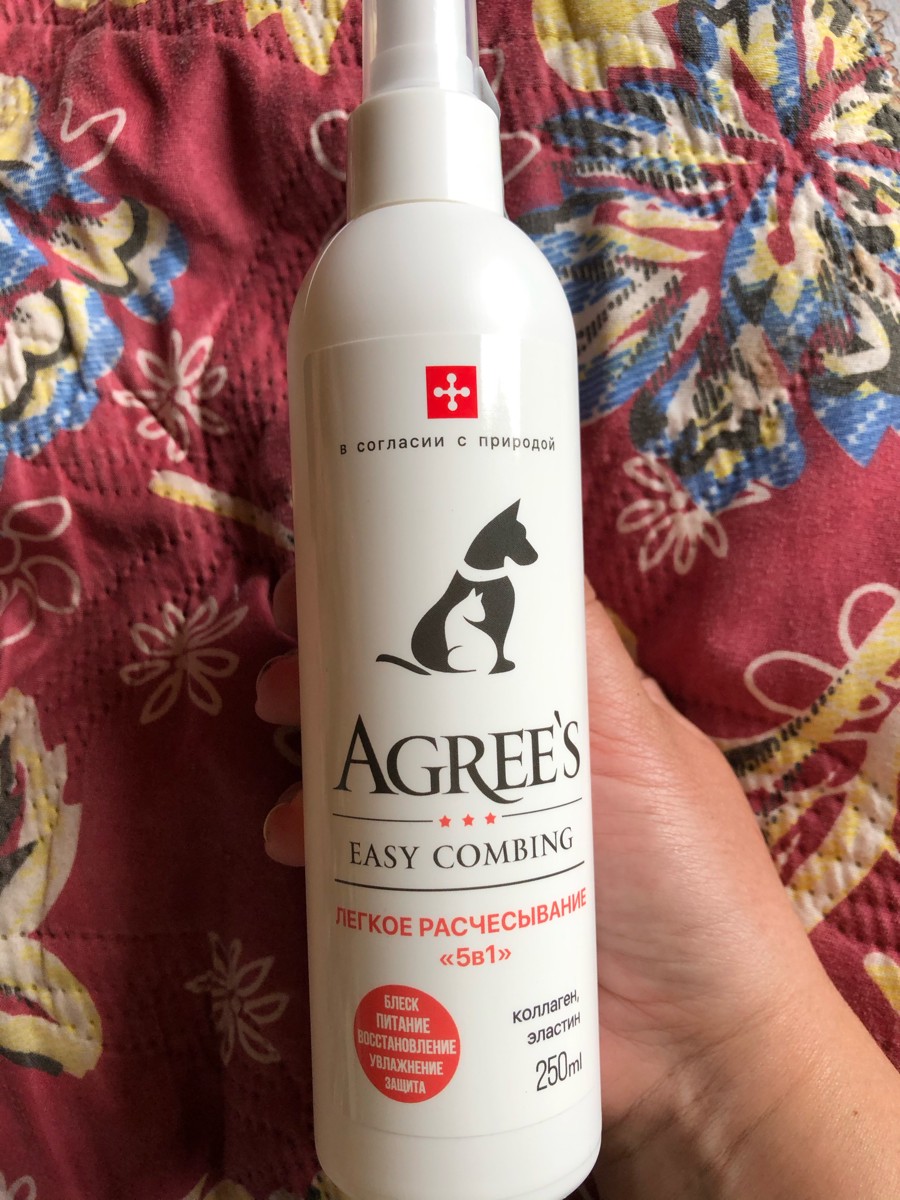 в согласии с природой
AGREE'S
EASY COMBING
ЛЕГКОЕ РАСЧЕСЫВАНИЕ
«5в1»
БЛЕСК
ПИТАНИЕ
ВОССТАНОВЛЕНИЕ
УВЛАЖНЕНИЕ
ЗАЩИТА
коллаген,
эластин
250ml